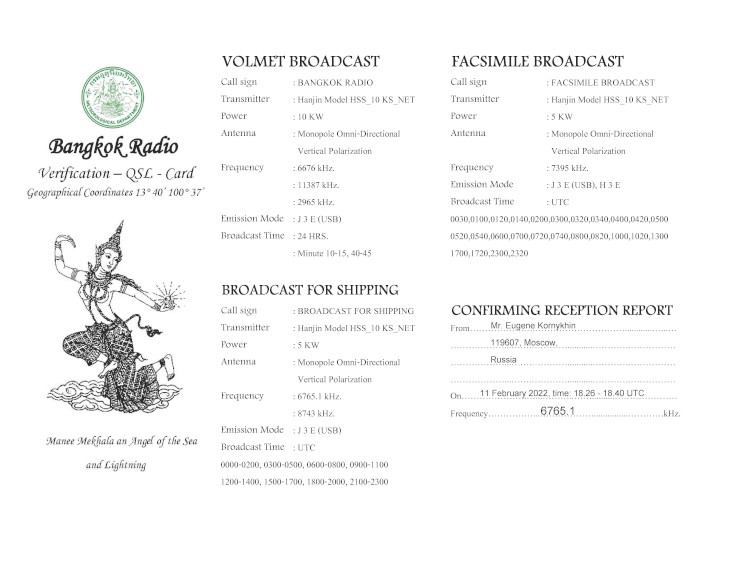 Bangkok Radio
Verification – QSL - Card
Geographical Coordinates 13° 40´ 100° 37´
Manee Mekhala an Angel of the Sea
and Lightning
VOLMET BROADCAST
Call sign : BANGKOK RADIO
Transmitter : Hanjin Model HSS_10 KS_NET
Power : 10 KW
Antenna : Monopole Omni-Directional
Vertical Polarization
Frequency : 6676 kHz.
: 11387 kHz.
: 2965 kHz.
Emission Mode : J 3 E (USB)
Broadcast Time : 24 HRS.
: Minute 10-15, 40-45
BROADCAST FOR SHIPPING
Call sign : BROADCAST FOR SHIPPING
Transmitter : Hanjin Model HSS_10 KS_NET
Power : 5 KW
Antenna : Monopole Omni-Directional
Vertical Polarization
Frequency : 6765.1 kHz.
: 8743 kHz.
Emission Mode : J 3 E (USB)
Broadcast Time : UTC
0000-0200, 0300-0500, 0600-0800, 0900-1100
1200-1400, 1500-1700, 1800-2000, 2100-2300
FACSIMILE BROADCAST
Call sign : FACSIMILE BROADCAST
Transmitter : Hanjin Model HSS_10 KS_NET
Power : 5 KW
Antenna : Monopole Omni-Directional
Vertical Polarization
Frequency : 7395 kHz.
Emission Mode : J 3 E (USB), H 3 E
Broadcast Time : UTC
0030,0100,0120,0140,0200,0300,0320,0340,0400,0420,0500
0520,0540,0600,0700,0720,0740,0800,0820,1000,1020,1300
1700,1720,2300,2320
CONFIRMING RECEPTION REPORT
From Mr. Eugene Kornykhin
119607, Moscow,
Russia
On 11 February 2022, time: 18.26 - 18.40 UTC
Frequency 6765.1 kHz.